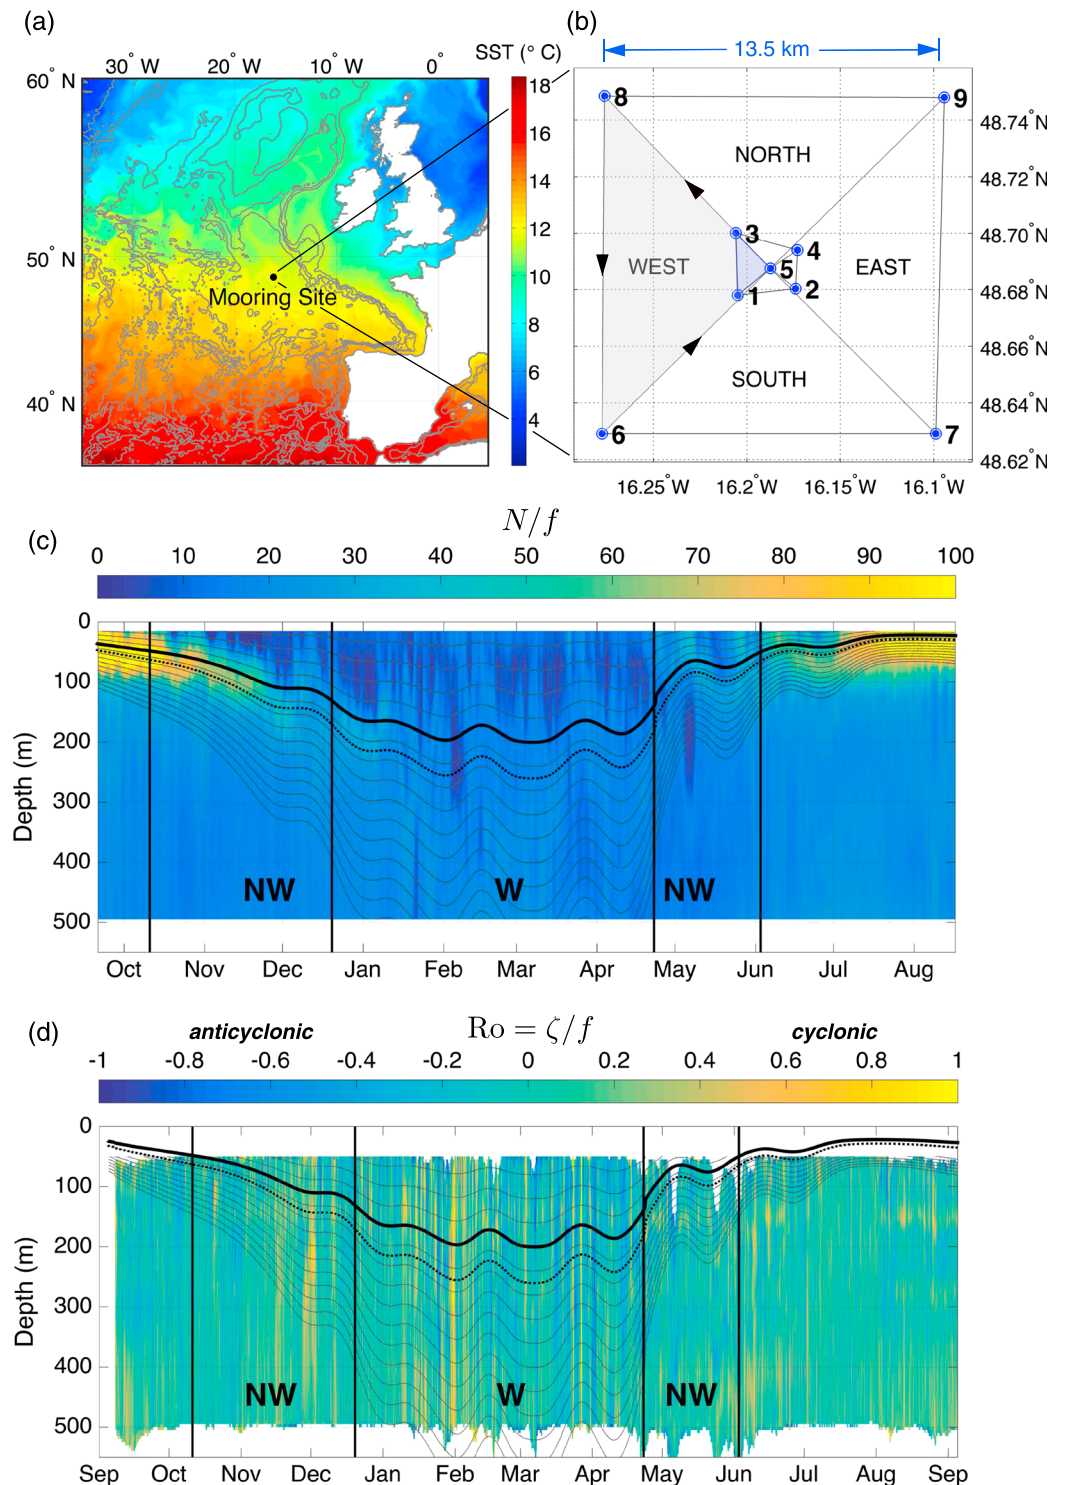 (a)
30° W 20° W 10° W 0° SST (° C)
60° N
50° N
40° N
Mooring Site
18
16
14
12
10
8
6
4
(b)
13.5 km
8 9
NORTH
3 4
WEST 5 EAST
1 2
SOUTH
6 7
48.74°N
48.72°N
48.70°N
48.68°N
48.66°N
48.64°N
48.62°N
16.25°W 16.2°W 16.15°W 16.1°W
(c)
N/f
0 10 20 30 40 50 60 70 80 90 100
Depth (m)
0
100
200
300
400
500
NW W NW
Oct Nov Dec Jan Feb Mar Apr May Jun Jul Aug
(d)
anticyclonic Ro = ζ/f cyclonic
-1 -0.8 -0.6 -0.4 -0.2 0 0.2 0.4 0.6 0.8 1
Depth (m)
0
100
200
300
400
500
NW W NW
Sep Oct Nov Dec Jan Feb Mar Apr May Jun Jul Aug Sep